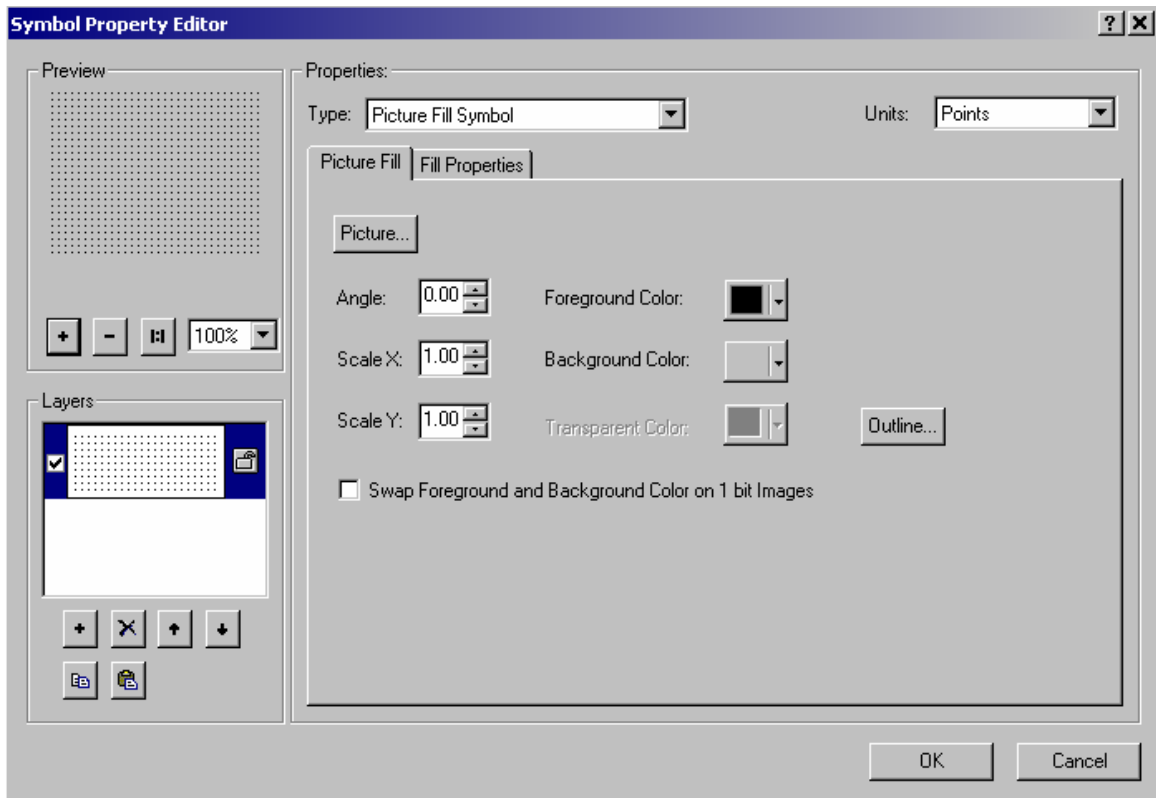 Symbol Property Editor
Preview
100%
Layers
Properties:
Type: Picture Fill Symbol
Units: Points
Picture Fill
Fill Properties
Picture...
Angle: 0.00
Foreground Color:
Scale X: 1.00
Background Color:
Scale Y: 1.00
Transparent Color:
Outline...
Swap Foreground and Background Color on 1 bit Images
OK
Cancel